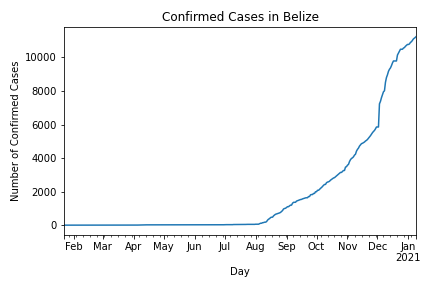 Confirmed Cases in Belize
Number of Confirmed Cases
10000
8000
6000
4000
2000
0
Feb Mar Apr May Jun Jul Aug Sep Oct Nov Dec Jan
2021
Day